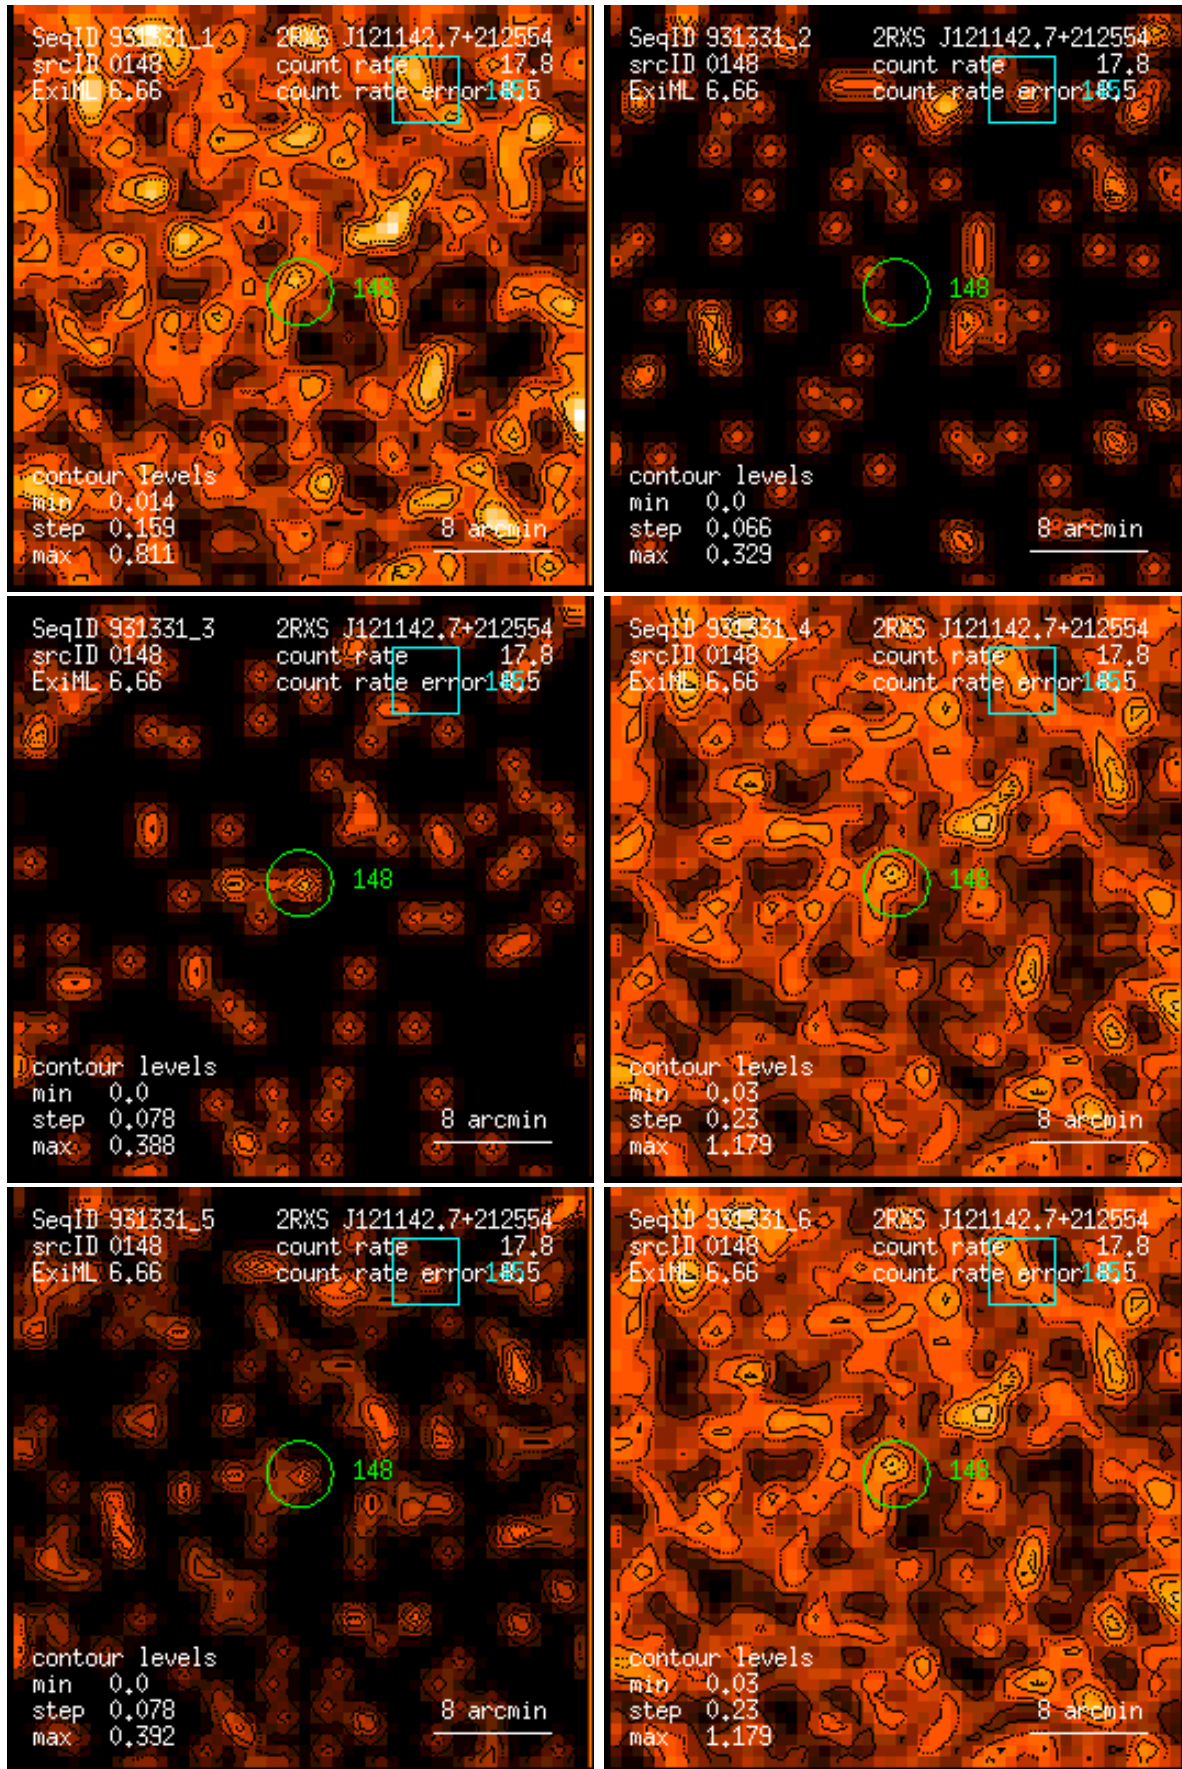 SeqID 931331_1 2RXS J121142.7+212554
srcID 0148 count rate 17.8
ExiML 6.66 count rate error 5
148
contour levels
min 0.014
step 0.159 8 arcmin
max 0.811
SeqID 931331_2 2RXS J121142.7+212554
srcID 0148 count rate 17.8
ExiML 6.66 count rate error 5
148
contour levels
min 0.0
step 0.066 8 arcmin
max 0.329
SeqID 931331_3 2RXS J121142.7+212554
srcID 0148 count rate 17.8
ExiML 6.66 count rate error 5
148
contour levels
min 0.0
step 0.078 8 arcmin
max 0.388
SeqID 931331_4 2RXS J121142.7+212554
srcID 0148 count rate 17.8
ExiML 6.66 count rate error 5
148
contour levels
min 0.03
step 0.23 8 arcmin
max 1.179
SeqID 931331_5 2RXS J121142.7+212554
srcID 0148 count rate 17.8
ExiML 6.66 count rate error 5
148
contour levels
min 0.0
step 0.078 8 arcmin
max 0.392
SeqID 931331_6 2RXS J121142.7+212554
srcID 0148 count rate 17.8
ExiML 6.66 count rate error 5
148
contour levels
min 0.03
step 0.23 8 arcmin
max 1.179